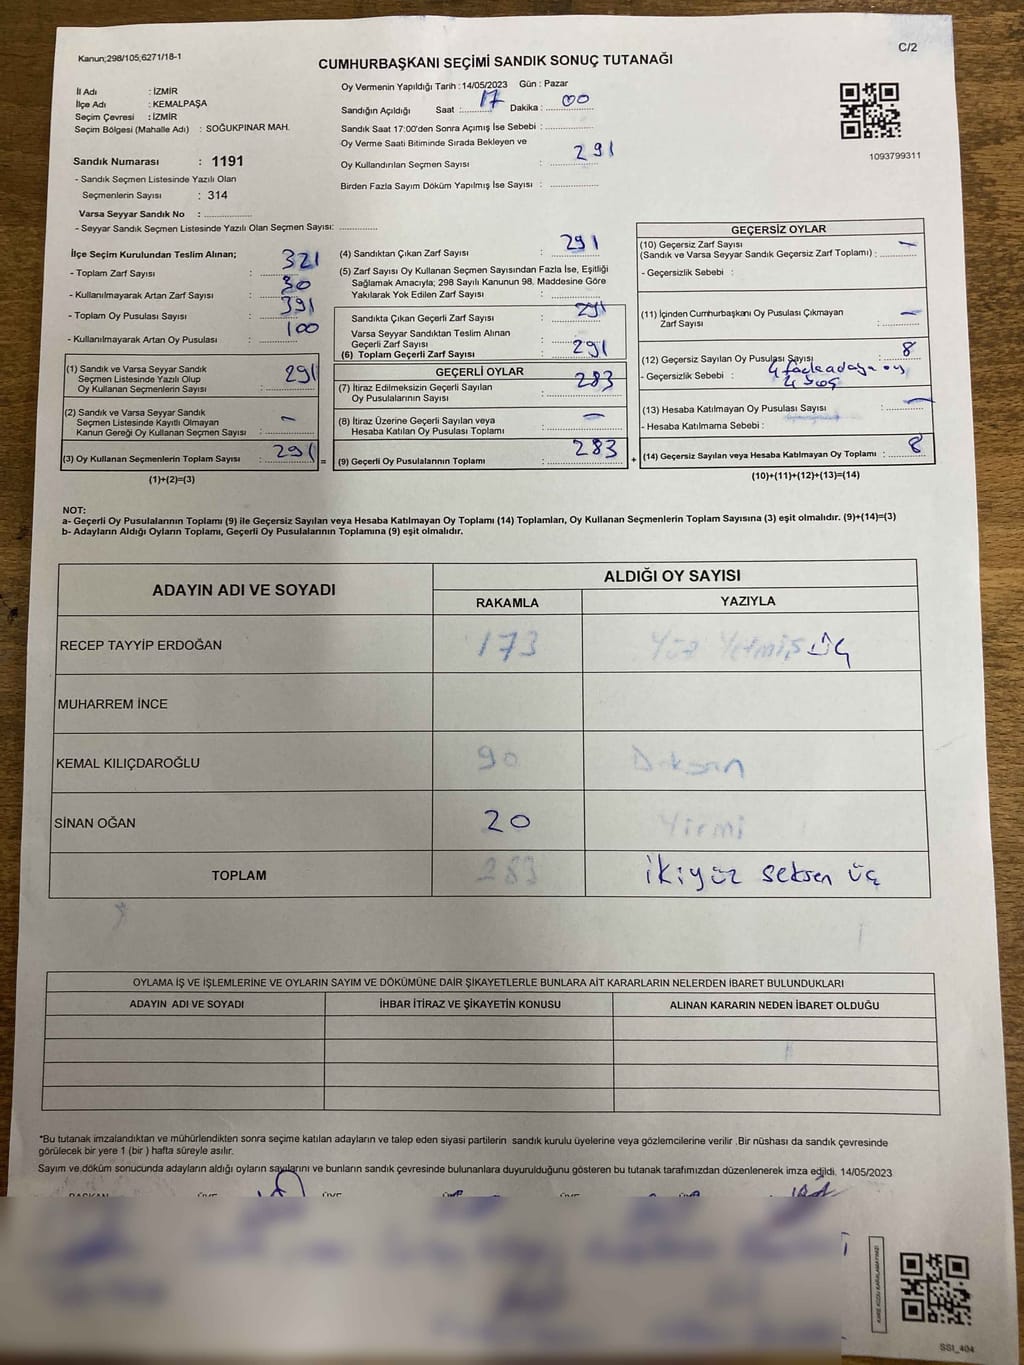 Kanun;298/105;6271/18-1
C/2
CUMHURBAŞKANI SEÇİMİ SANDIK SONUÇ TUTANAĞI
İl Adı : İZMİR
İlçe Adı : KEMALPAŞA
Seçim Çevresi : İZMİR
Seçim Bölgesi (Mahalle Adı) : SOĞUKPINAR MAH.
Sandık Numarası : 1191
- Sandık Seçmen Listesinde Yazılı Olan
Seçmenlerin Sayısı : 314
Varsa Seyyar Sandık No :
- Seyyar Sandık Seçmen Listesinde Yazılı Olan Seçmen Sayısı:
Oy Vermenin Yapıldığı Tarih : 14/05/2023 Gün : Pazar
Sandığın Açıldığı Saat : 17 Dakika : 00
Sandık Saat 17:00'den Sonra Açımış İse Sebebi :
Oy Verme Saati Bitiminde Sırada Bekleyen ve
Oy Kullandırılan Seçmen Sayısı : 291
Birden Fazla Sayım Döküm Yapılmış İse Sayısı :
1093799311
İlçe Seçim Kurulundan Teslim Alınan;
- Toplam Zarf Sayısı : 321
- Kullanılmayarak Artan Zarf Sayısı : 30
- Toplam Oy Pusulası Sayısı : 391
- Kullanılmayarak Artan Oy Pusulası : 100
(1) Sandık ve Varsa Seyyar Sandık
Seçmen Listesinde Yazılı Olup
Oy Kullanan Seçmenlerin Sayısı : 291
(2) Sandık ve Varsa Seyyar Sandık
Seçmen Listesinde Kayıtlı Olmayan
Kanun Gereği Oy Kullanan Seçmen Sayısı : -
(3) Oy Kullanan Seçmenlerin Toplam Sayısı : 291
(1)+(2)=(3)
=
(4) Sandıktan Çıkan Zarf Sayısı : 291
(5) Zarf Sayısı Oy Kullanan Seçmen Sayısından Fazla İse, Eşitliği
Sağlamak Amacıyla; 298 Sayılı Kanunun 98. Maddesine Göre
Yakılarak Yok Edilen Zarf Sayısı :
Sandıkta Çıkan Geçerli Zarf Sayısı : 291
Varsa Seyyar Sandıktan Teslim Alınan
Geçerli Zarf Sayısı :
(6) Toplam Geçerli Zarf Sayısı : 291
GEÇERLİ OYLAR
(7) İtiraz Edilmeksizin Geçerli Sayılan
Oy Pusulalarının Sayısı : 283
(8) İtiraz Üzerine Geçerli Sayılan veya
Hesaba Katılan Oy Pusulası Toplamı : -
(9) Geçerli Oy Pusulalarının Toplamı : 283
+
GEÇERSİZ OYLAR
(10) Geçersiz Zarf Sayısı
(Sandık ve Varsa Seyyar Sandık Geçersiz Zarf Toplamı) : -
- Geçersizlik Sebebi :
(11) İçinden Cumhurbaşkanı Oy Pusulası Çıkmayan
Zarf Sayısı : -
(12) Geçersiz Sayılan Oy Pusulası Sayısı : 8
- Geçersizlik Sebebi : 4
4
(13) Hesaba Katılmayan Oy Pusulası Sayısı : -
- Hesaba Katılmama Sebebi :
(14) Geçersiz Sayılan veya Hesaba Katılmayan Oy Toplamı : 8
(10)+(11)+(12)+(13)=(14)
NOT:
a- Geçerli Oy Pusulalarının Toplamı (9) ile Geçersiz Sayılan veya Hesaba Katılmayan Oy Toplamı (14) Toplamları, Oy Kullanan Seçmenlerin Toplam Sayısına (3) eşit olmalıdır. (9)+(14)=(3)
b- Adayların Aldığı Oyların Toplamı, Geçerli Oy Pusulalarının Toplamına (9) eşit olmalıdır.
ADAYIN ADI VE SOYADI
ALDIĞI OY SAYISI
RAKAMLA YAZIYLA
RECEP TAYYİP ERDOĞAN 173 Yüz Yetmiş üç
MUHARREM İNCE
KEMAL KILIÇDAROĞLU 90 Doksan
SİNAN OĞAN 20 Yirmi
TOPLAM 283 ikiyüz seksen üç
OYLAMA İŞ VE İŞLEMLERİNE VE OYLARIN SAYIM VE DÖKÜMÜNE DAİR ŞİKAYETLERLE BUNLARA AİT KARARLARIN NELERDEN İBARET BULUNDUKLARI
ADAYIN ADI VE SOYADI İHBAR İTİRAZ VE ŞİKAYETİN KONUSU ALINAN KARARIN NEDEN İBARET OLDUĞU
*Bu tutanak imzalandıktan ve mühürlendikten sonra seçime katılan adayların ve talep eden siyasi partilerin sandık kurulu üyelerine veya gözlemcilerine verilir .Bir nüshası da sandık çevresinde
görülecek bir yere 1 (bir ) hafta süreyle asılır.
Sayım ve döküm sonucunda adayların aldığı oyların sayılarını ve bunların sandık çevresinde bulunanlara duyurulduğunu gösteren bu tutanak tarafımızdan düzenlenerek imza edildi. 14/05/2023
SSI_404